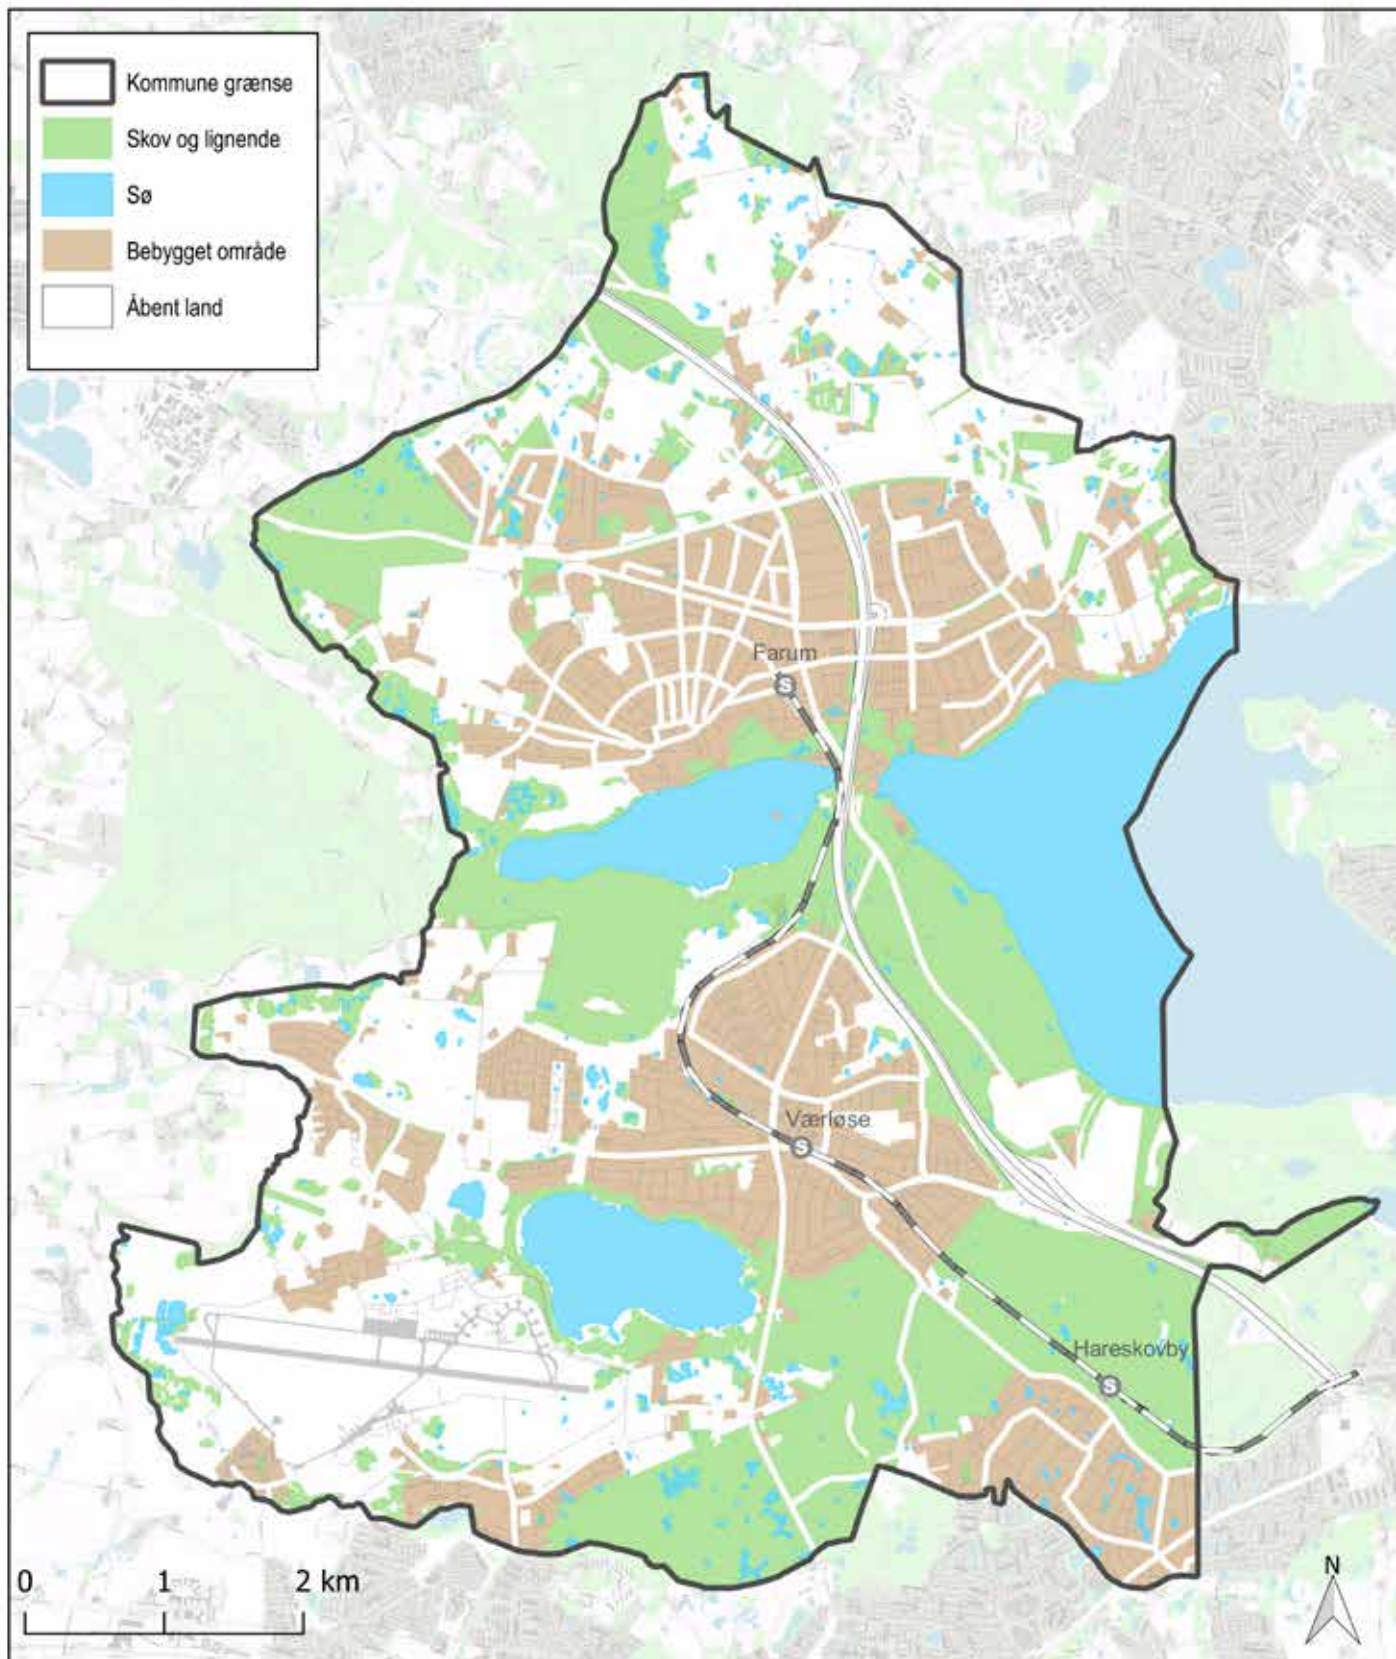 Kommune grænse
Skov og lignende
Sø
Bebygget område
Åbent land
Farum
S
Værløse
S
Hareskovby
S
0 1 2 km
N